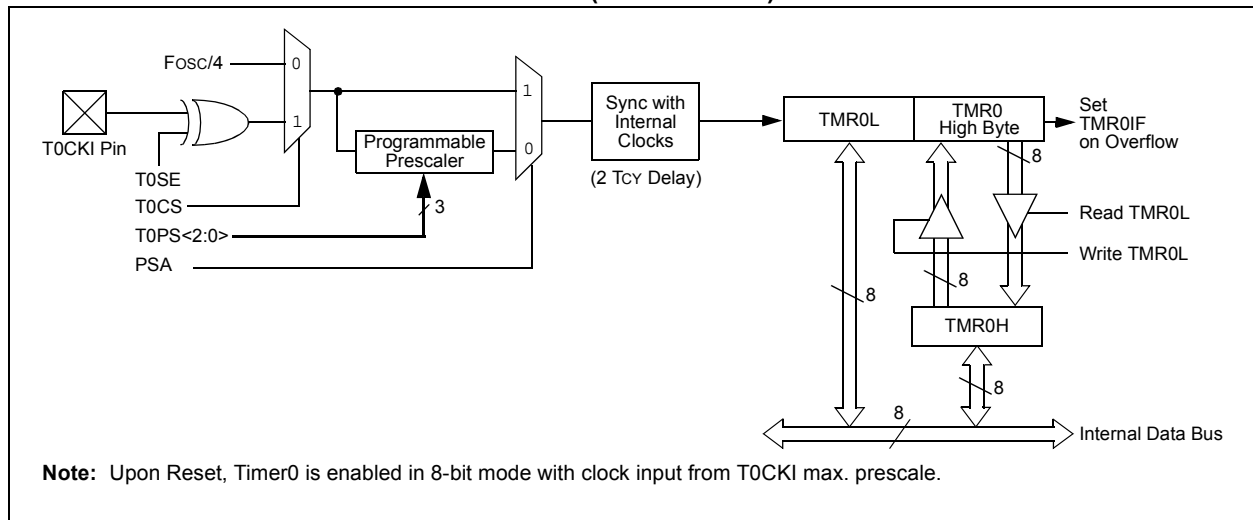 FOSC/4
0
1
T0CKI Pin
T0SE
T0CS
T0PS<2:0>
PSA
Programmable
Prescaler
3
1
0
Sync with
Internal
Clocks
(2 TCY Delay)
TMR0L
TMR0
High Byte
Set
TMR0IF
on Overflow
8
Read TMR0L
Write TMR0L
8
8
TMR0H
8
8
Internal Data Bus
Note: Upon Reset, Timer0 is enabled in 8-bit mode with clock input from T0CKI max. prescale.